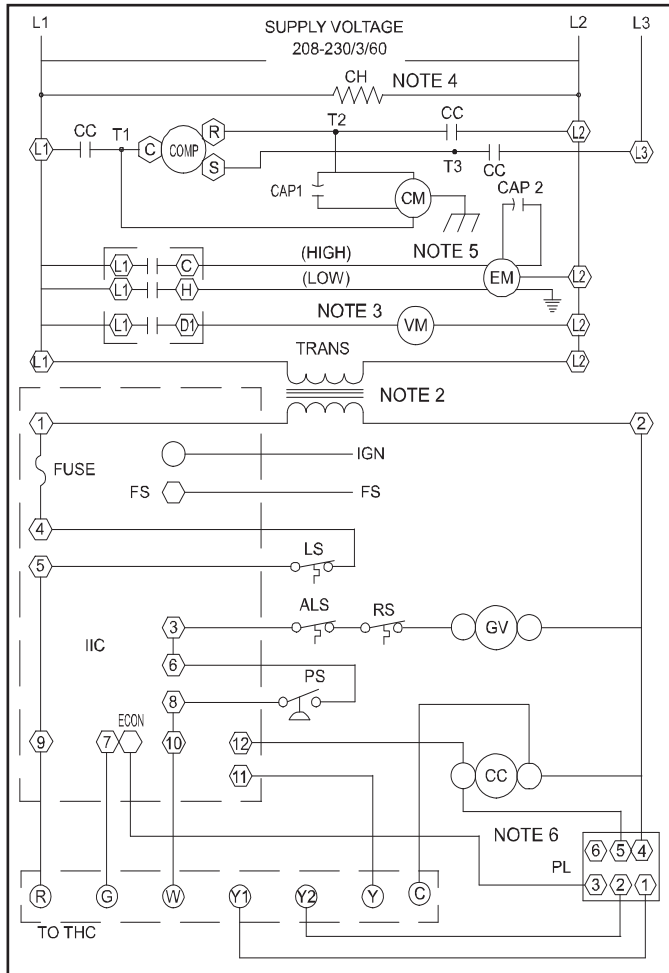 L1 SUPPLY VOLTAGE L2 L3
208-230/3/60
CH NOTE 4
CC T1 R T2 CC L2
L1 C COMP
S T3 CC L3
CAP1 CM CAP 2
(HIGH) NOTE 5
L1 C
(LOW) EM L2
L1 H
NOTE 3
L1 D1 VM L2
TRANS
L1 L2
NOTE 2
1 2
FUSE IGN
FS FS
4
LS
5
ALS RS
3 GV
IIC
6
PS
8
ECON
9 7 10 12
CC
11
NOTE 6
6 5 4
PL
3 2 1
R G W Y1 Y2 Y C
TO THC